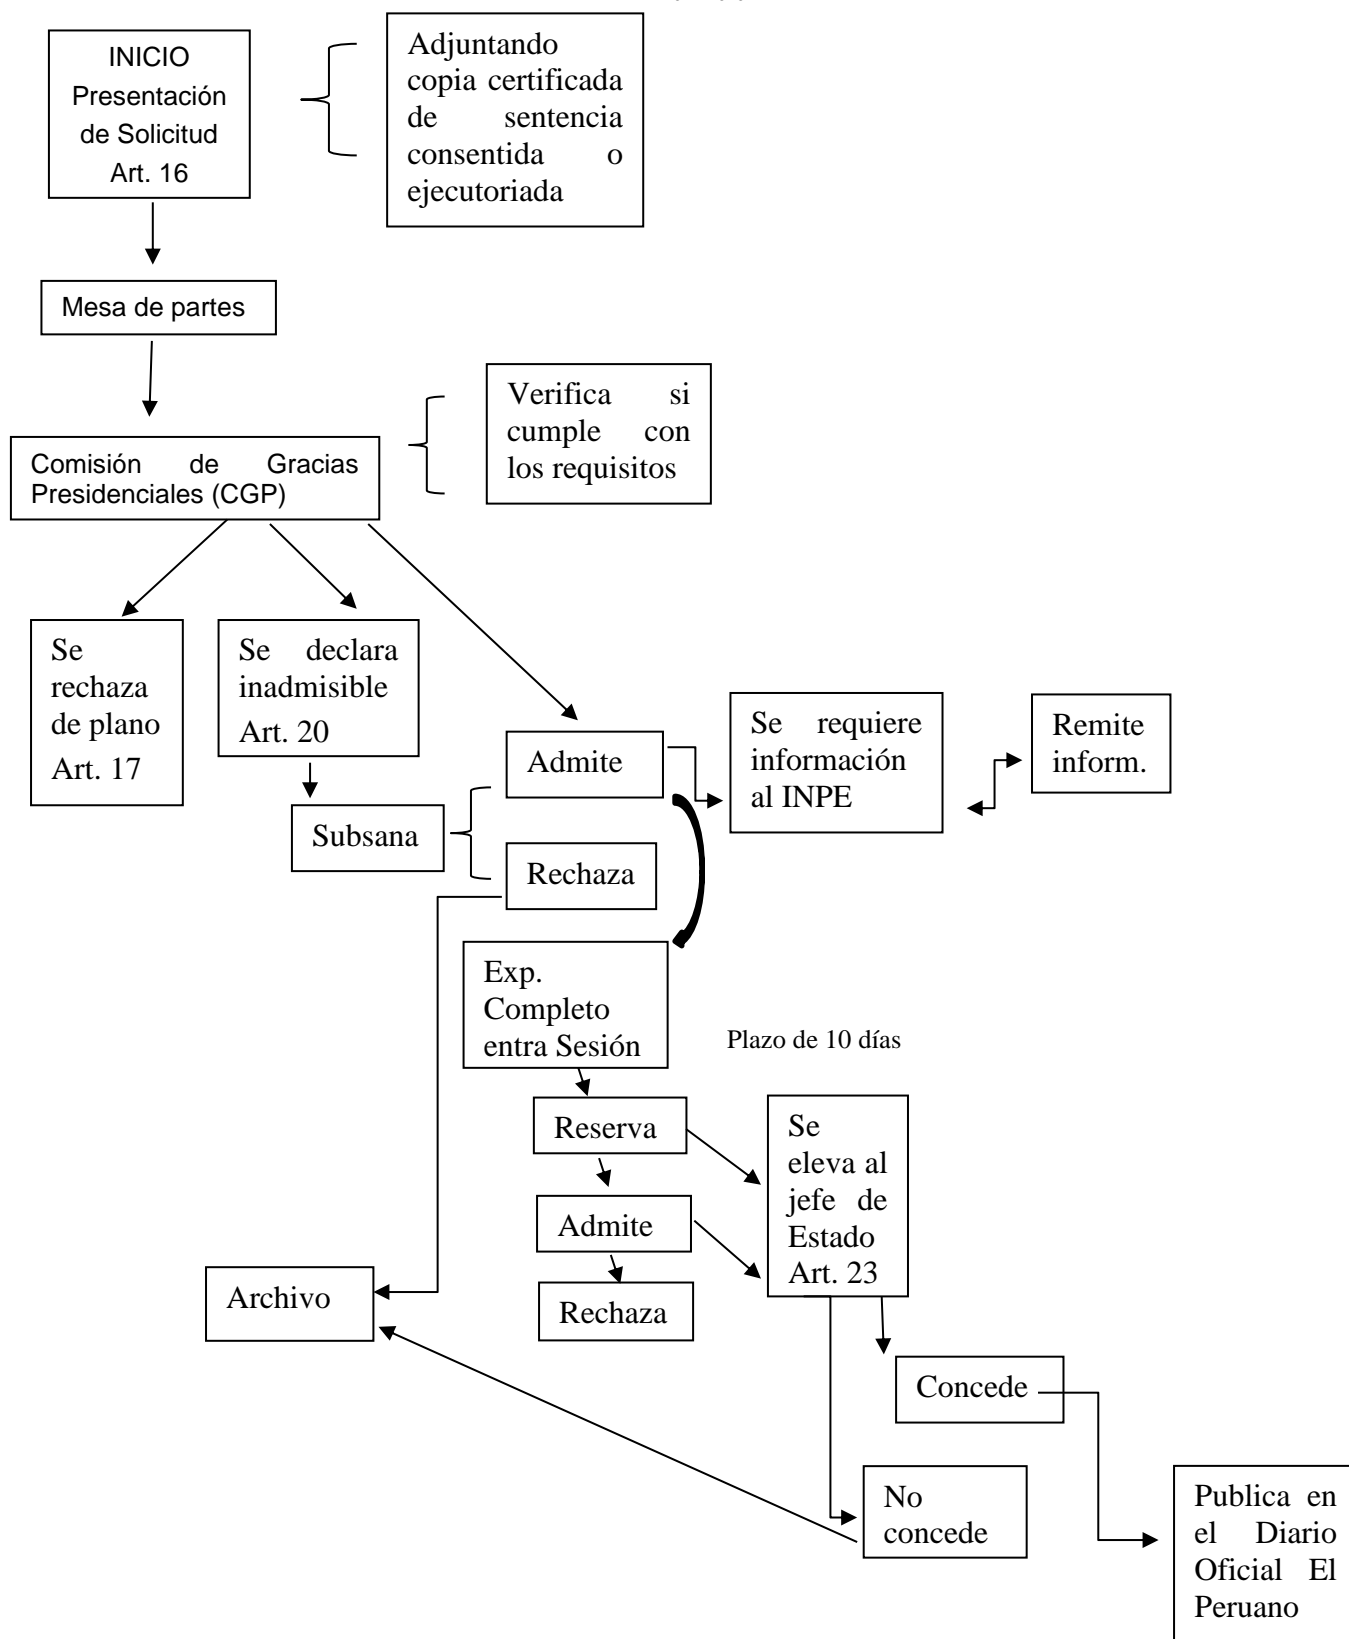 INICIO
Presentación
de Solicitud
Art. 16
Adjuntando
copia certificada
de sentencia
consentida o
ejecutoriada
Mesa de partes
Verifica si
cumple con
los requisitos
Comisión de Gracias
Presidenciales (CGP)
Se
rechaza
de plano
Art. 17
Se declara
inadmisible
Art. 20
Admite
Se requiere
información
al INPE
Remite
inform.
Subsana
Rechaza
Exp.
Completo
entra Sesión
Plazo de 10 días
Reserva
Se
eleva al
jefe de
Estado
Art. 23
Admite
Archivo
Rechaza
Concede
No
concede
Publica en
el Diario
Oficial El
Peruano